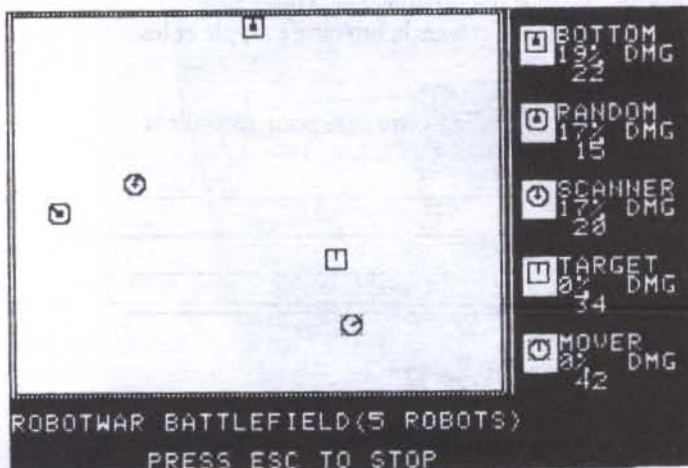 BOTTOM
19% DMG
22
RANDOM
17% DMG
15
SCANNER
17% DMG
20
TARGET
0% DMG
34
MOVER
0% DMG
42
ROBOTWAR BATTLEFIELD(5 ROBOTS)
PRESS ESC TO STOP